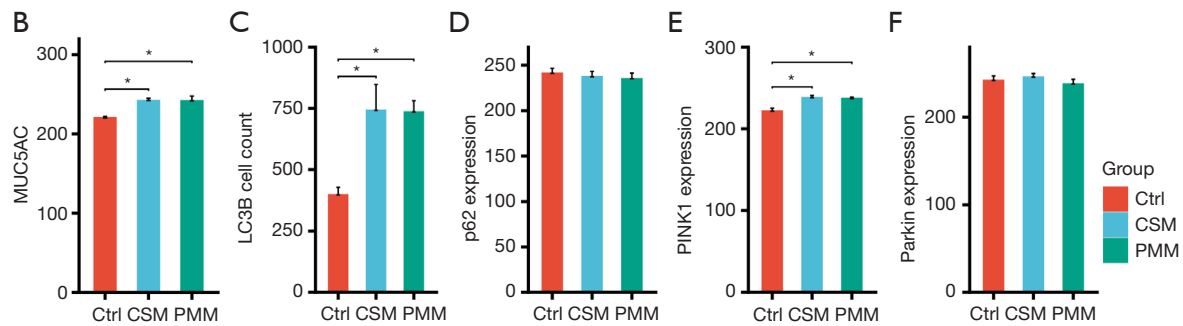 B
MUC5AC
300
200
100
0
*
*
Ctrl CSM PMM
C
LC3B cell count
1000
750
500
250
0
*
*
Ctrl CSM PMM
D
p62 expression
250
200
150
100
50
0
Ctrl CSM PMM
E
PINK1 expression
300
200
100
0
*
*
Ctrl CSM PMM
F
Parkin expression
200
100
0
Ctrl CSM PMM
Group
Ctrl
CSM
PMM